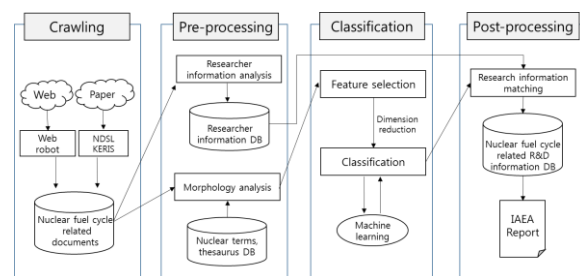 Crawling
Web
Paper
Web
robot
NDSL
KERIS
Nuclear fuel cycle
related
documents
Pre-processing
Researcher
information analysis
Researcher
information DB
Morphology analysis
Nuclear terms,
thesaurus DB
Classification
Feature selection
Dimension
reduction
Classification
Machine
learning
Post-processing
Research information
matching
Nuclear fuel cycle
related R&D
information DB
IAEA
Report